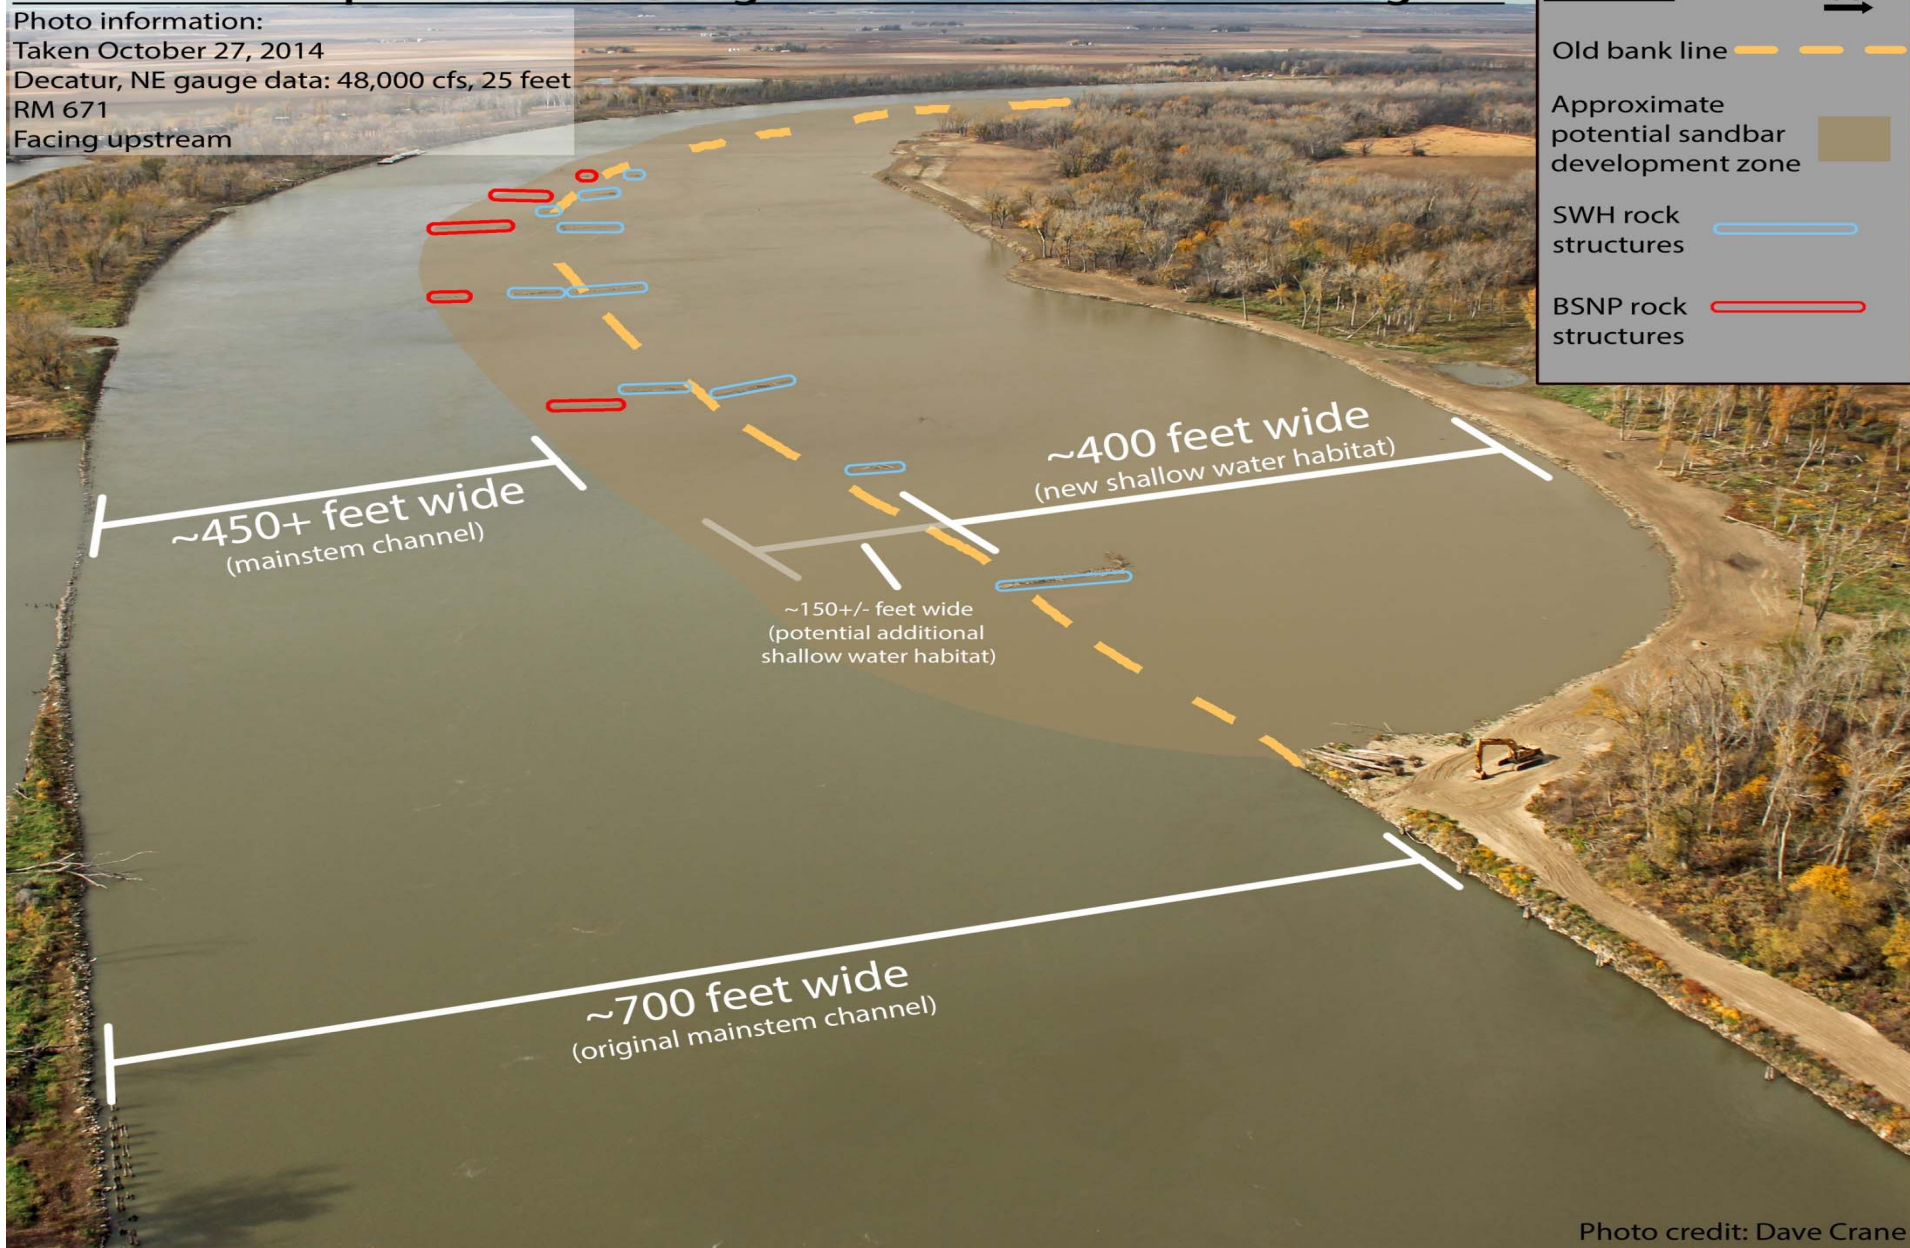 Photo information:
Taken October 27, 2014
Decatur, NE gauge data: 48,000 cfs, 25 feet
RM 671
Facing upstream
Old bank line
Approximate
potential sandbar
development zone
SWH rock
structures
BSNP rock
structures
~400 feet wide
(new shallow water habitat)
~450+ feet wide
(mainstem channel)
~150+/- feet wide
(potential additional
shallow water habitat)
~700 feet wide
(original mainstem channel)
Photo credit: Dave Crane